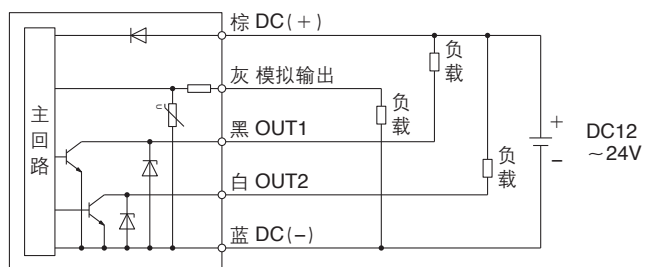 棕 DC(+)
灰 模拟输出
黑 OUT1
白 OUT2
蓝 DC(−)
主回路
U
负载
负载
负载
+
−
DC12
~24V